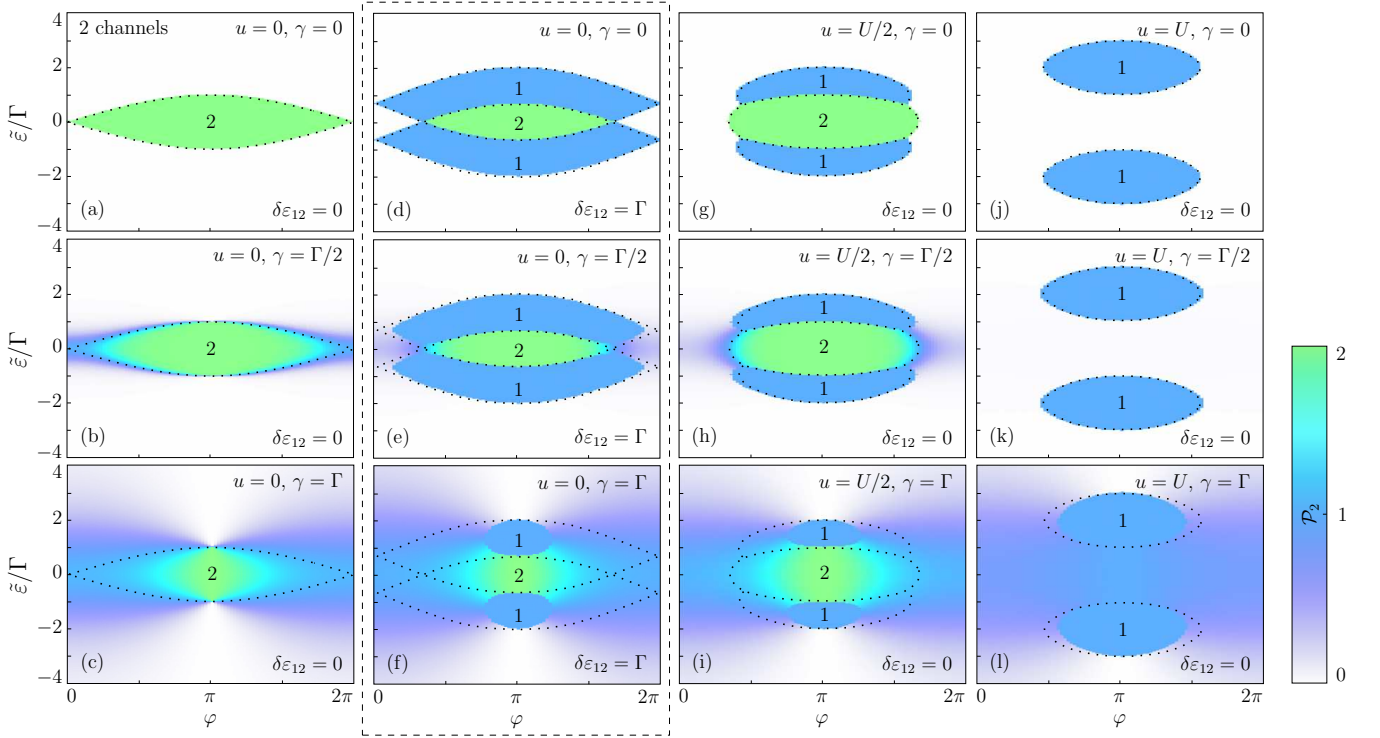 2 channels
u = 0, γ = 0
4
2
0
−2
−4
ε̃/Γ
2
(a)
δε₁₂ = 0
u = 0, γ = 0
1
2
1
(d)
δε₁₂ = Γ
u = U/2, γ = 0
1
2
1
(g)
δε₁₂ = 0
u = U, γ = 0
1
1
(j)
δε₁₂ = 0
u = 0, γ = Γ/2
4
2
0
−2
−4
ε̃/Γ
2
(b)
δε₁₂ = 0
u = 0, γ = Γ/2
1
2
1
(e)
δε₁₂ = Γ
u = U/2, γ = Γ/2
1
2
1
(h)
δε₁₂ = 0
u = U, γ = Γ/2
1
1
(k)
δε₁₂ = 0
u = 0, γ = Γ
4
2
0
−2
−4
ε̃/Γ
2
(c)
δε₁₂ = 0
0 π 2π
φ
u = 0, γ = Γ
1
2
1
(f)
δε₁₂ = Γ
0 π 2π
φ
u = U/2, γ = Γ
1
2
1
(i)
δε₁₂ = 0
0 π 2π
φ
u = U, γ = Γ
1
1
(l)
δε₁₂ = 0
0 π 2π
φ
2
1
0
𝒫₂